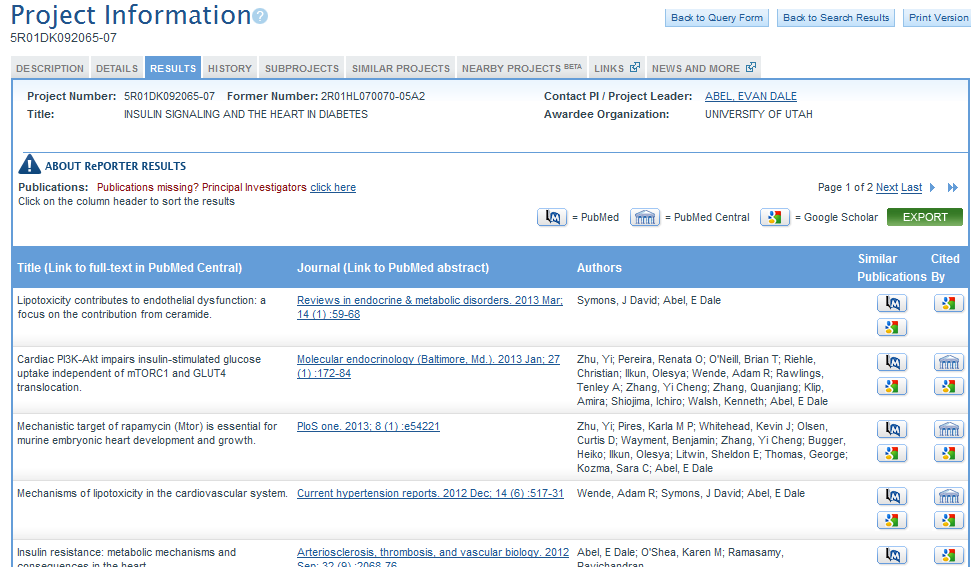 Project Information ?
Back to Query Form Back to Search Results Print Version
5R01DK092065-07
DESCRIPTION DETAILS RESULTS HISTORY SUBPROJECTS SIMILAR PROJECTS NEARBY PROJECTS BETA LINKS NEWS AND MORE
Project Number: 5R01DK092065-07 Former Number: 2R01HL070070-05A2 Contact PI / Project Leader: ABEL, EVAN DALE
Title: INSULIN SIGNALING AND THE HEART IN DIABETES Awardee Organization: UNIVERSITY OF UTAH
! ABOUT RePORTER RESULTS
Publications: Publications missing? Principal Investigators click here Page 1 of 2 Next Last
Click on the column header to sort the results
= PubMed = PubMed Central = Google Scholar EXPORT
Title (Link to full-text in PubMed Central) Journal (Link to PubMed abstract) Authors Similar Publications Cited By
Lipotoxicity contributes to endothelial dysfunction: a
focus on the contribution from ceramide.
Reviews in endocrine & metabolic disorders. 2013 Mar;
14 (1) :59-68
Symons, J David; Abel, E Dale
Cardiac PI3K-Akt impairs insulin-stimulated glucose
uptake independent of mTORC1 and GLUT4
translocation.
Molecular endocrinology (Baltimore, Md.). 2013 Jan; 27
(1) :172-84
Zhu, Yi; Pereira, Renata O; O'Neill, Brian T; Riehle,
Christian; Ilkun, Olesya; Wende, Adam R; Rawlings,
Tenley A; Zhang, Yi Cheng; Zhang, Quanjiang; Klip,
Amira; Shiojima, Ichiro; Walsh, Kenneth; Abel, E Dale
Mechanistic target of rapamycin (Mtor) is essential for
murine embryonic heart development and growth.
PloS one. 2013; 8 (1) :e54221
Zhu, Yi; Pires, Karla M P; Whitehead, Kevin J; Olsen,
Curtis D; Wayment, Benjamin; Zhang, Yi Cheng; Bugger,
Heiko; Ilkun, Olesya; Litwin, Sheldon E; Thomas, George;
Kozma, Sara C; Abel, E Dale
Mechanisms of lipotoxicity in the cardiovascular system.
Current hypertension reports. 2012 Dec; 14 (6) :517-31
Wende, Adam R; Symons, J David; Abel, E Dale
Insulin resistance: metabolic mechanisms and
consequences in the heart.
Arteriosclerosis, thrombosis, and vascular biology. 2012
Sep; 32 (9) :2068-76
Abel, E Dale; O'Shea, Karen M; Ramasamy,
Ravichandran